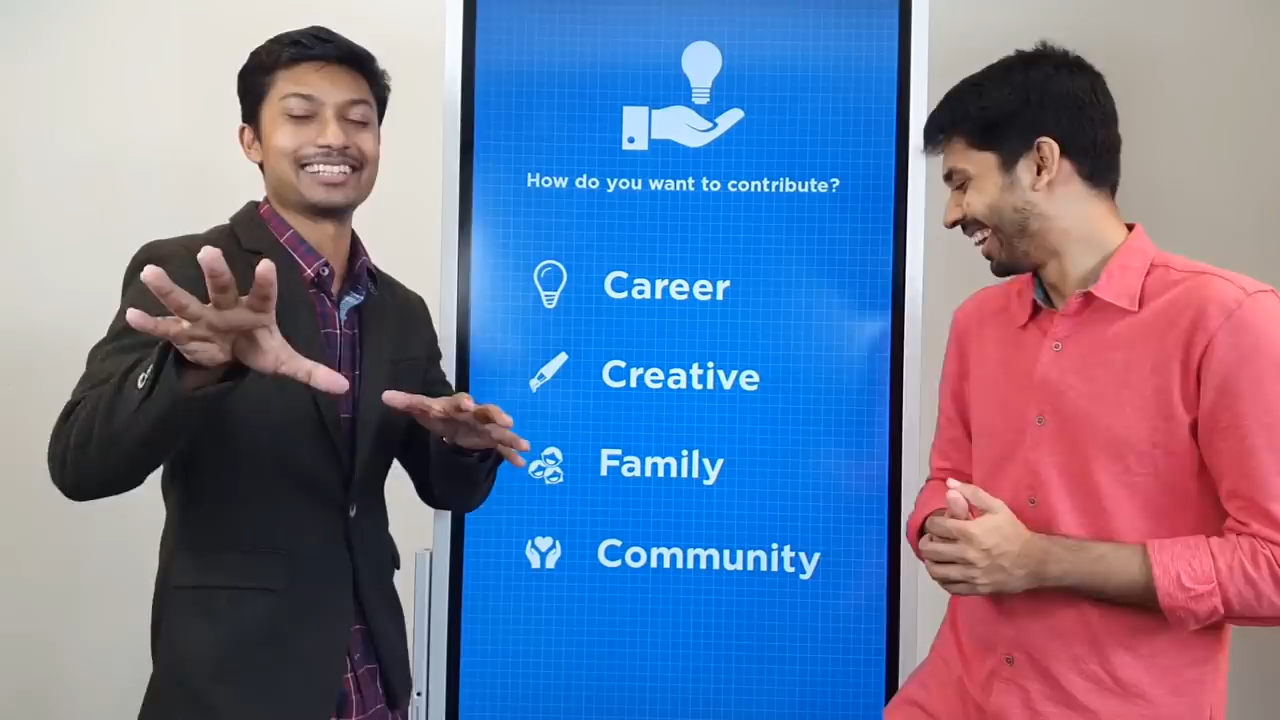 How do you want to contribute?
Career
Creative
Family
Community